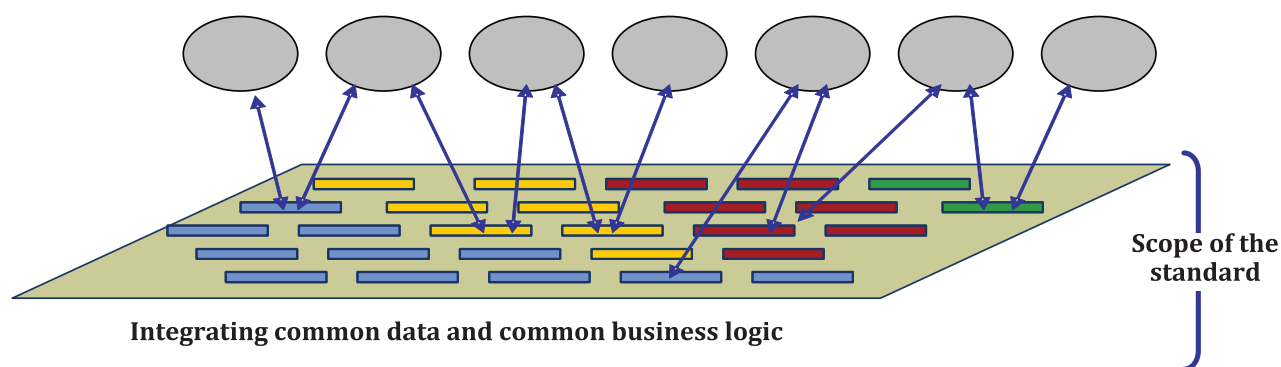 Scope of the
standard
Integrating common data and common business logic